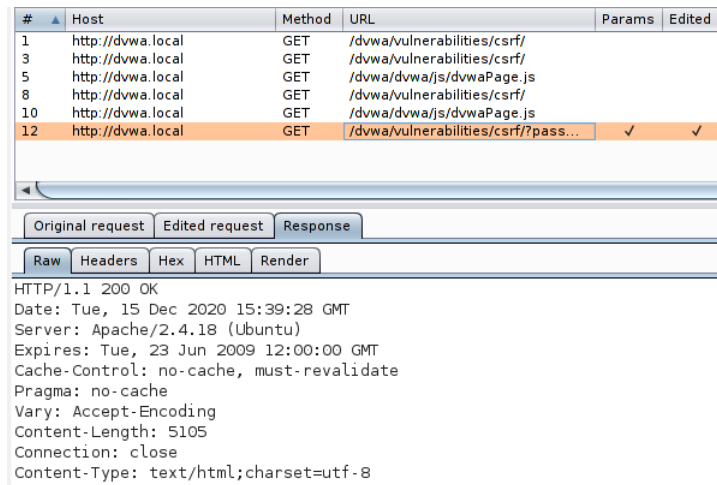 # Host Method URL Params Edited
1 http://dvwa.local GET /dvwa/vulnerabilities/csrf/
3 http://dvwa.local GET /dvwa/vulnerabilities/csrf/
5 http://dvwa.local GET /dvwa/dvwa/js/dvwaPage.js
8 http://dvwa.local GET /dvwa/vulnerabilities/csrf/
10 http://dvwa.local GET /dvwa/dvwa/js/dvwaPage.js
12 http://dvwa.local GET /dvwa/vulnerabilities/csrf/?pass... ✓ ✓
Original request Edited request Response
Raw Headers Hex HTML Render
HTTP/1.1 200 OK
Date: Tue, 15 Dec 2020 15:39:28 GMT
Server: Apache/2.4.18 (Ubuntu)
Expires: Tue, 23 Jun 2009 12:00:00 GMT
Cache-Control: no-cache, must-revalidate
Pragma: no-cache
Vary: Accept-Encoding
Content-Length: 5105
Connection: close
Content-Type: text/html;charset=utf-8